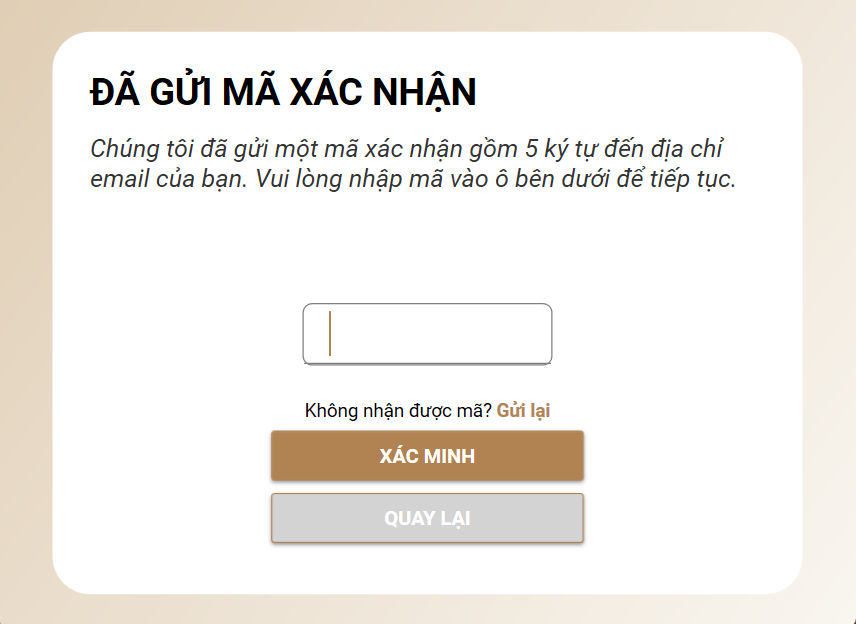 ĐÃ GỬI MÃ XÁC NHẬN
Chúng tôi đã gửi một mã xác nhận gồm 5 ký tự đến địa chỉ
email của bạn. Vui lòng nhập mã vào ô bên dưới để tiếp tục.
Không nhận được mã? Gửi lại
XÁC MINH
QUAY LẠI